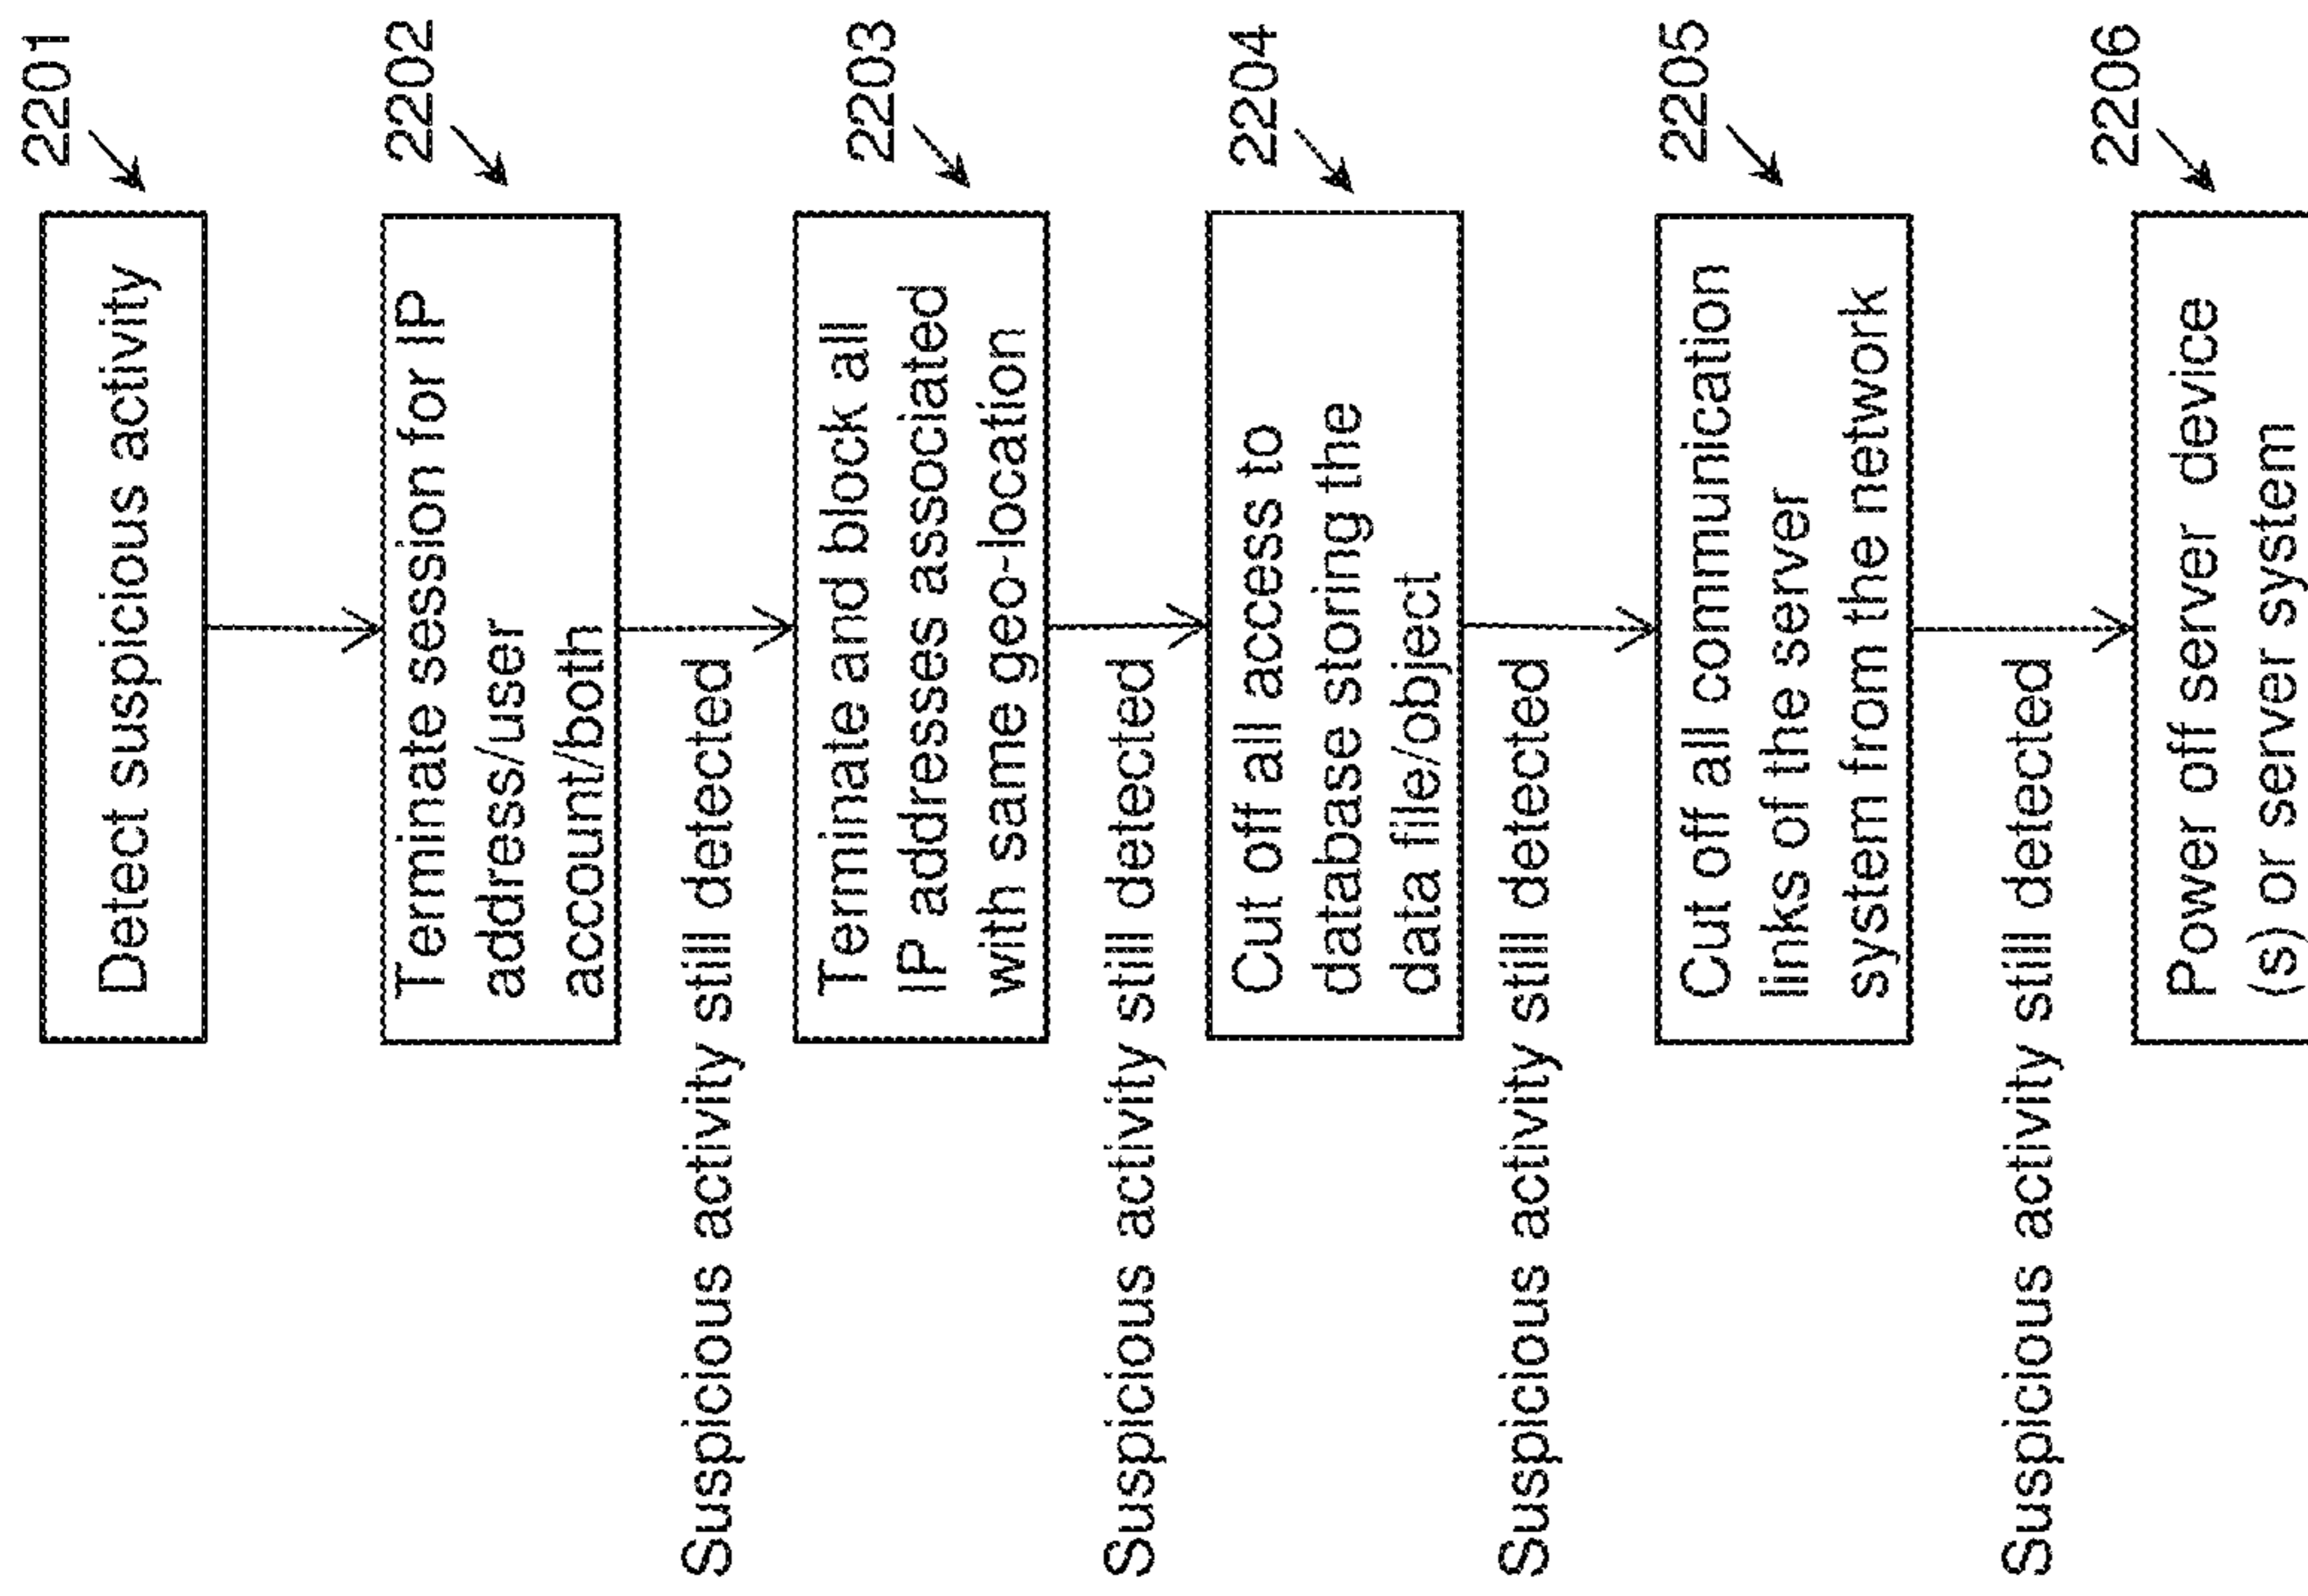 2201
Detect suspicious activity
2202
Terminate session for IP
address/user
account/both
Suspicious activity still detected
2203
Terminate and block all
IP addresses associated
with same geo-location
Suspicious activity still detected
2204
Cut off all access to
database storing the
data file/object
Suspicious activity still detected
2205
Cut off all communication
links of the server
system from the network
Suspicious activity still detected
2206
Power off server device
(s) or server system